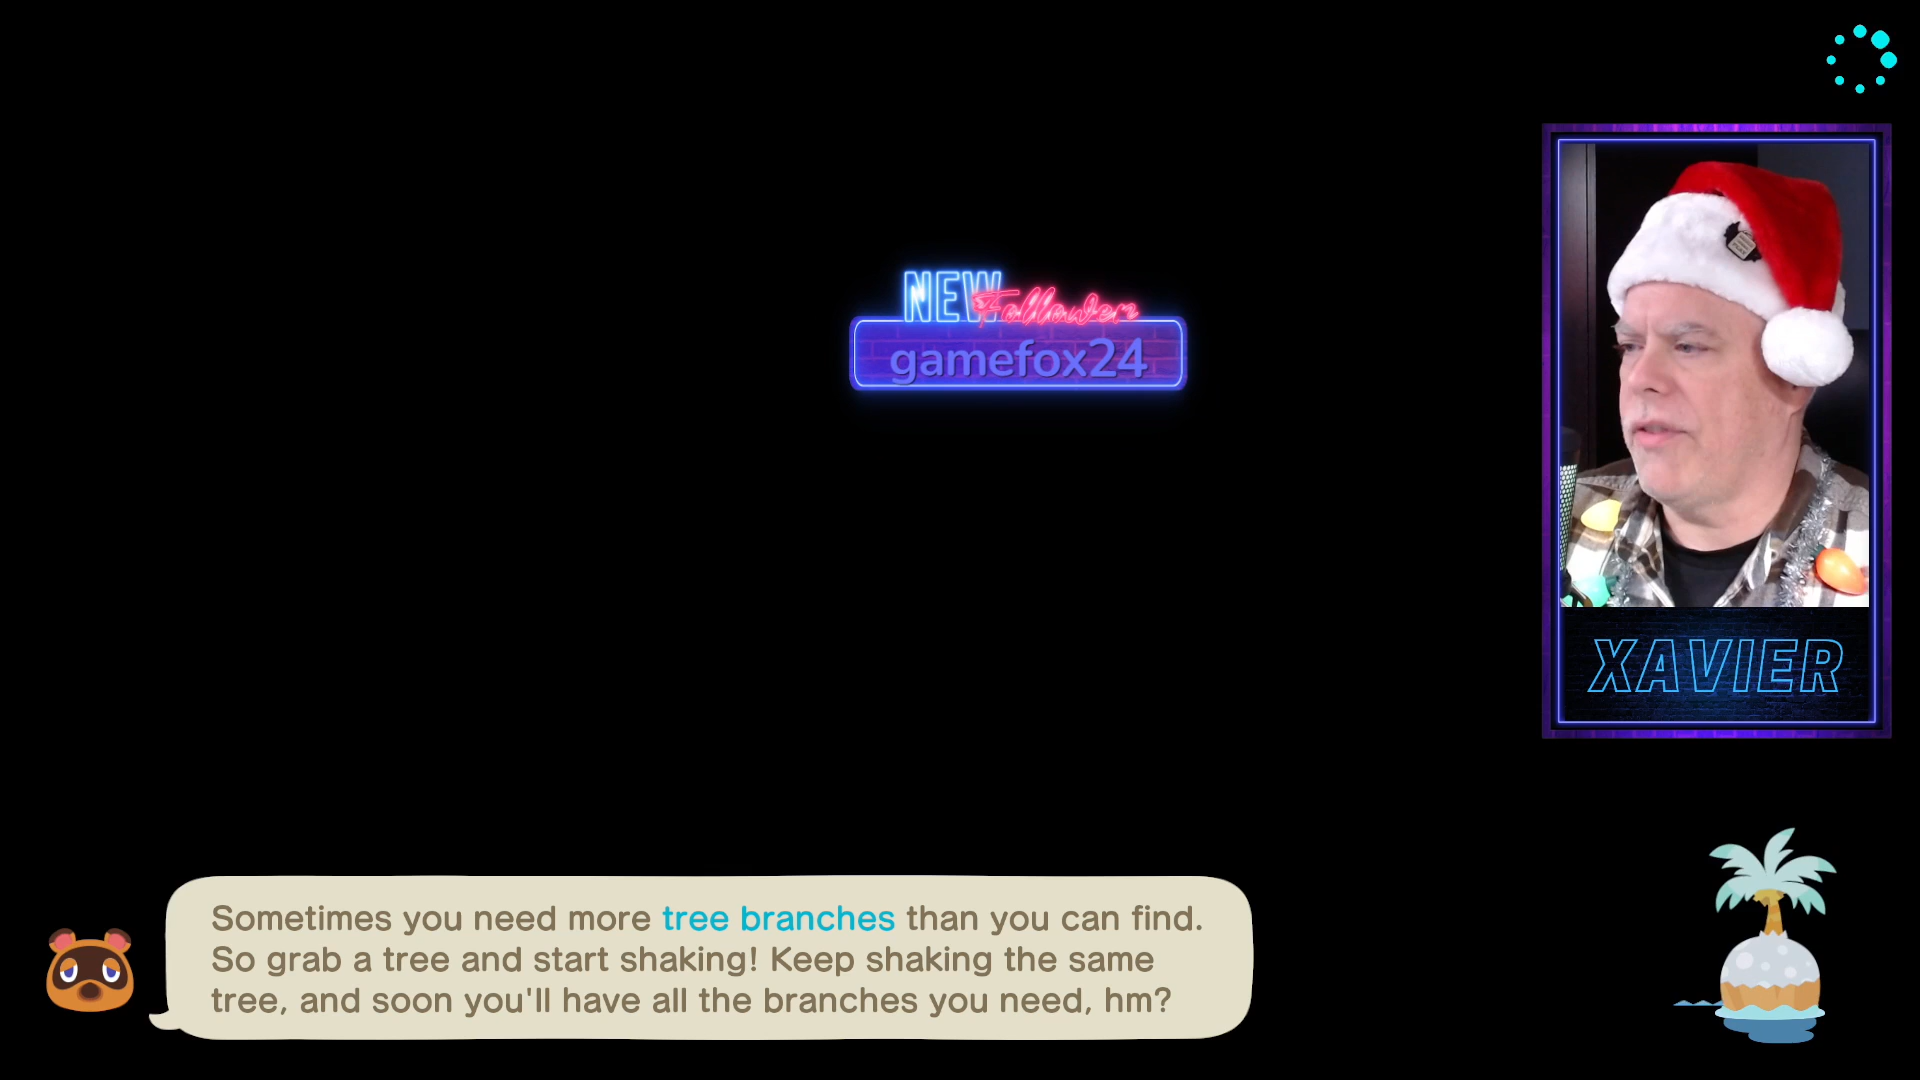 NEW Follower
gamefox24
XAVIER
Sometimes you need more tree branches than you can find.
So grab a tree and start shaking! Keep shaking the same
tree, and soon you'll have all the branches you need, hm?